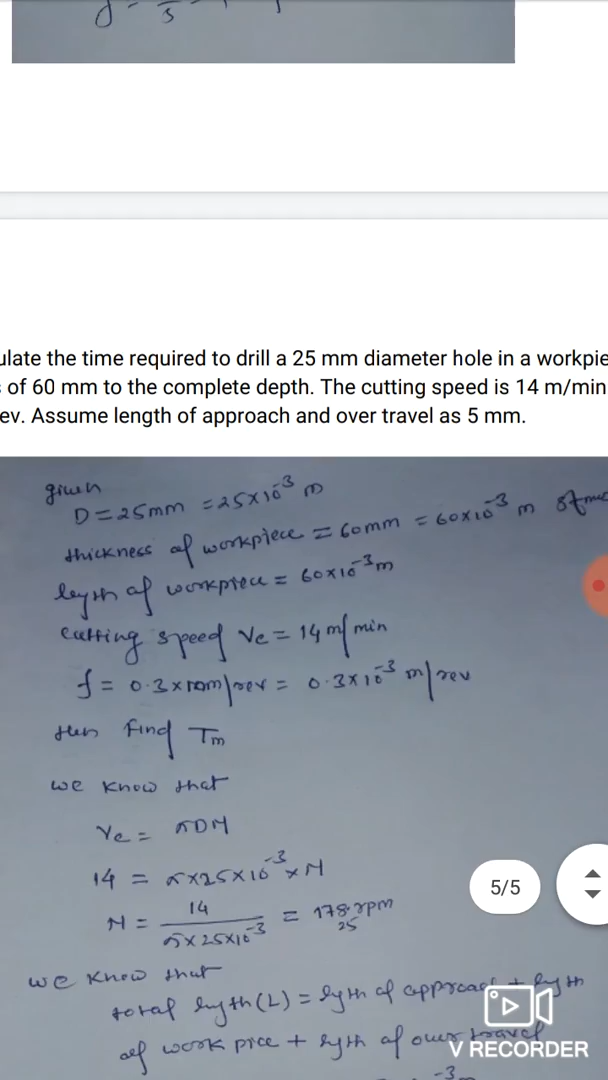 ulate the time required to drill a 25 mm diameter hole in a workpie
of 60 mm to the complete depth. The cutting speed is 14 m/min
ev. Assume length of approach and over travel as 5 mm.
given
D = 25mm = 25×10⁻³ m
thickness of workpiece = 60mm = 60×10⁻³ m
length of workpiece = 60×10⁻³ m
cutting speed Vc = 14 m/min
f = 0.3 mm/rev = 0.3×10⁻³ m/rev
then find Tm
we know that
Vc = πDN
14 = π×25×10⁻³×N
N = 14 / π×25×10⁻³ = 178.25 rpm
5/5
we know that
total length (L) = length of approach + length
of work piece + length of over travel
V RECORDER